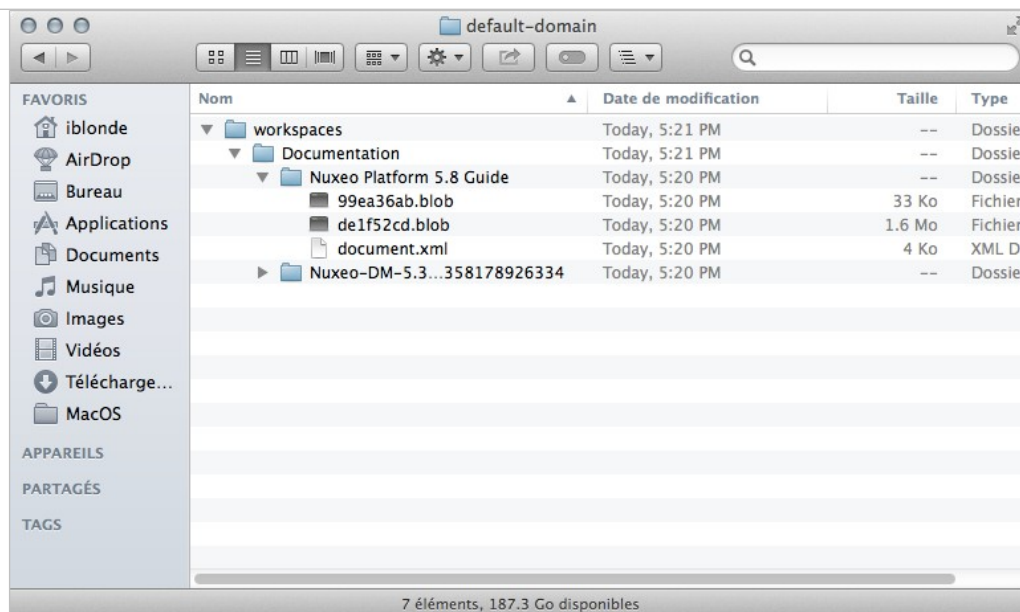 default-domain
FAVORIS
iblonde
AirDrop
Bureau
Applications
Documents
Musique
Images
Vidéos
Télécharge...
MacOS
APPAREILS
PARTAGÉS
TAGS
Nom Date de modification Taille Type
workspaces Today, 5:21 PM -- Dossie
Documentation Today, 5:21 PM -- Dossie
Nuxeo Platform 5.8 Guide Today, 5:20 PM -- Dossie
99ea36ab.blob Today, 5:20 PM 33 Ko Fichier
de1f52cd.blob Today, 5:20 PM 1.6 Mo Fichier
document.xml Today, 5:20 PM 4 Ko XML D
Nuxeo-DM-5.3...358178926334 Today, 5:20 PM -- Dossie
7 éléments, 187.3 Go disponibles